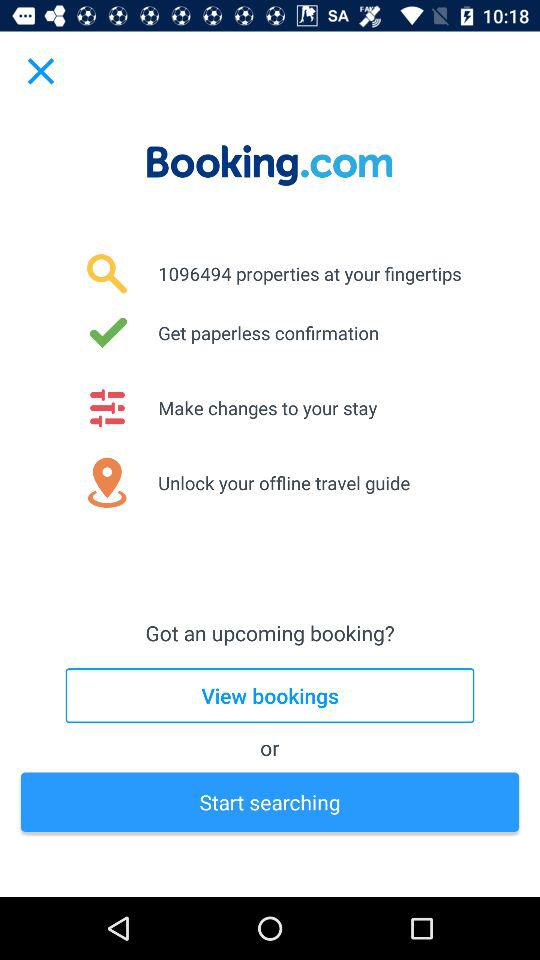 SA 10:18
Booking.com
1096494 properties at your fingertips
Get paperless confirmation
Make changes to your stay
Unlock your offline travel guide
Got an upcoming booking?
View bookings
or
Start searching